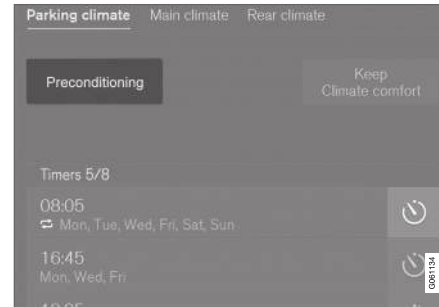 Parking climate Main climate Rear climate
Preconditioning
Keep
Climate comfort
Timers 5/8
08:05
Mon, Tue, Wed, Fri, Sat, Sun
16:45
Mon, Wed, Fri
G061134